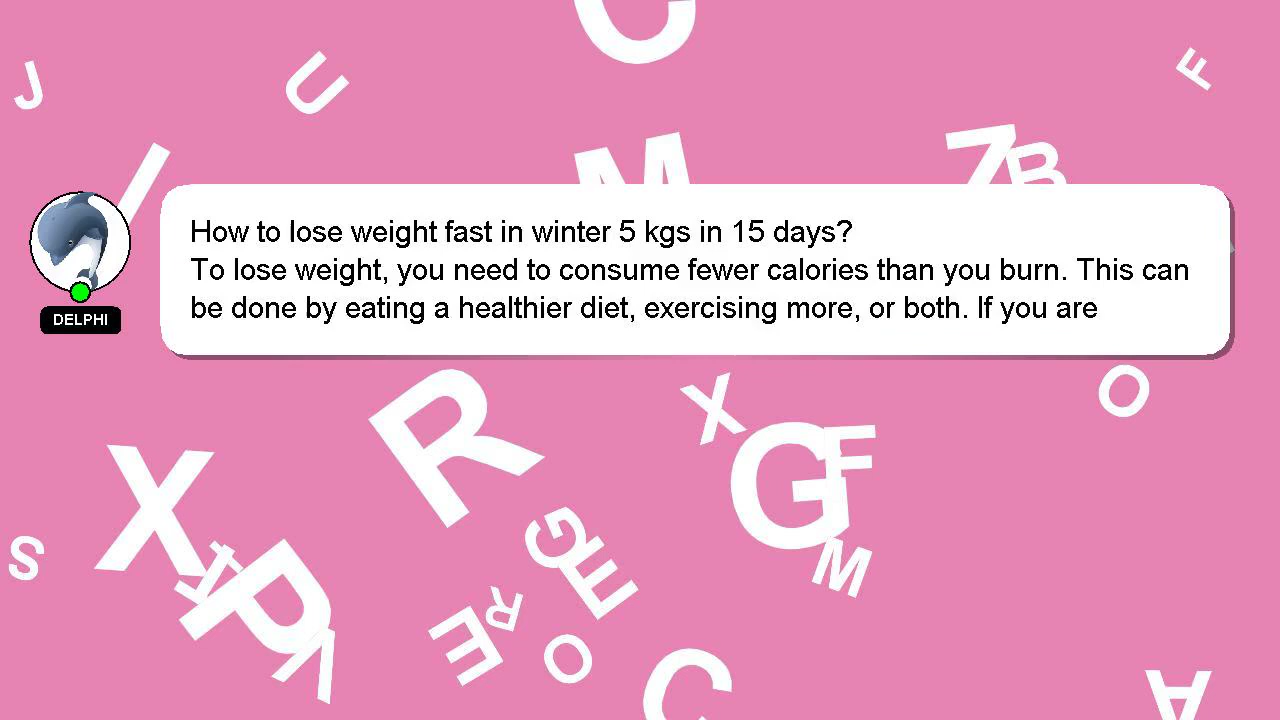 C
J
U
F
I
M
Z
B
How to lose weight fast in winter 5 kgs in 15 days?
To lose weight, you need to consume fewer calories than you burn. This can
be done by eating a healthier diet, exercising more, or both. If you are
DELPHI
R
X
O
G
F
X
G
S
M
E
P
R
E
V
O
C
A